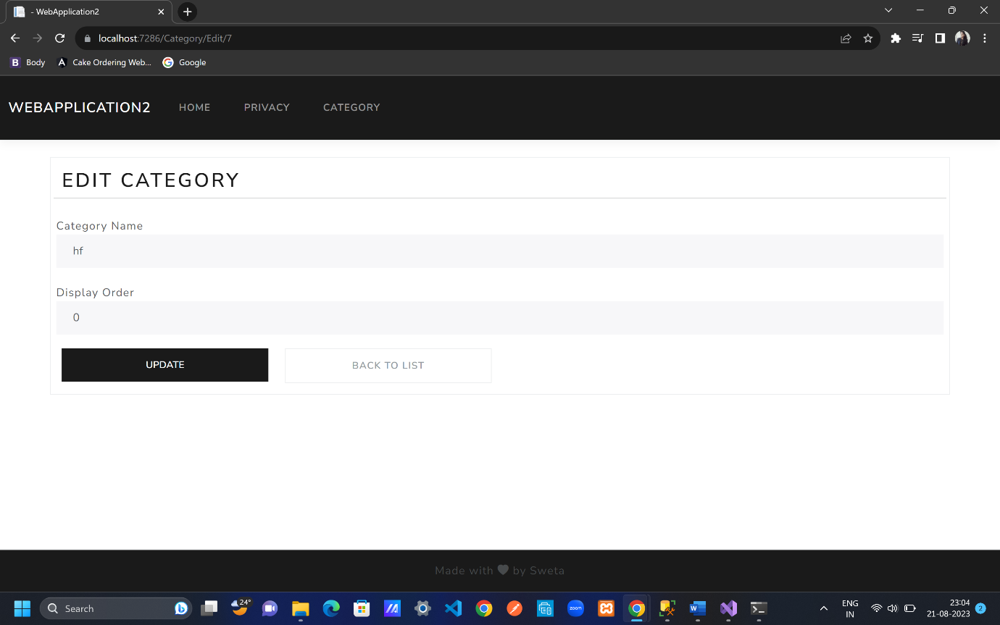 - WebApplication2
localhost:7286/Category/Edit/7
B Body
A Cake Ordering Web...
G Google
WEBAPPLICATION2 HOME PRIVACY CATEGORY
EDIT CATEGORY
Category Name
hf
Display Order
0
UPDATE BACK TO LIST
Made with 🖤 by Sweta
Search
24°
zoom
W
ENG
IN
23:04
21-08-2023
2